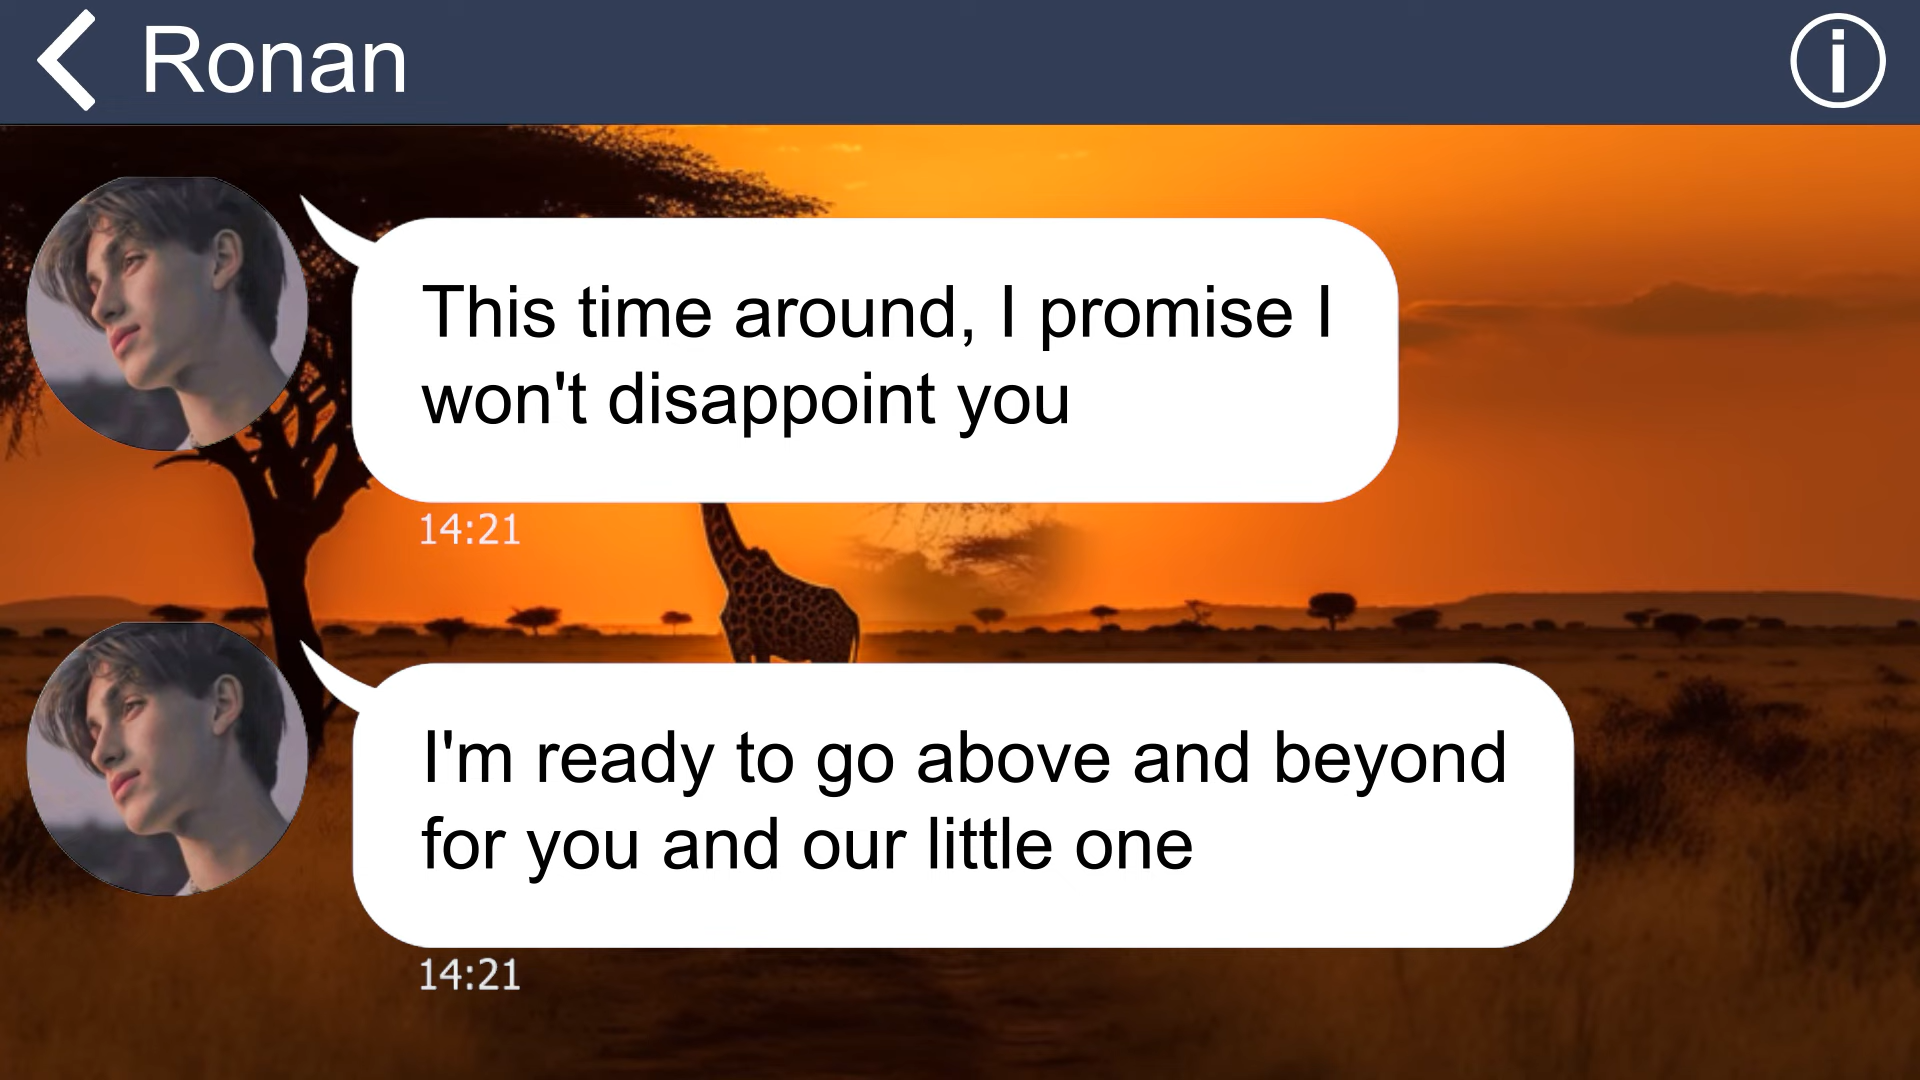 Ronan
This time around, I promise I
won't disappoint you
14:21
I'm ready to go above and beyond
for you and our little one
14:21